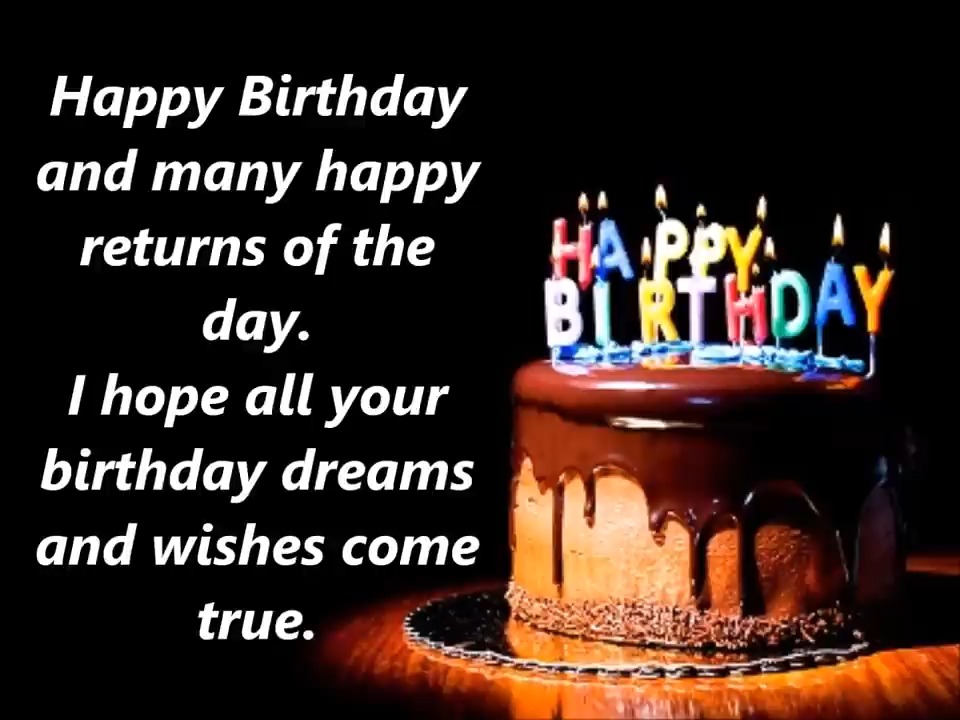 Happy Birthday
and many happy
returns of the
day.
I hope all your
birthday dreams
and wishes come
true.
HAPPY
BIRTHDAY